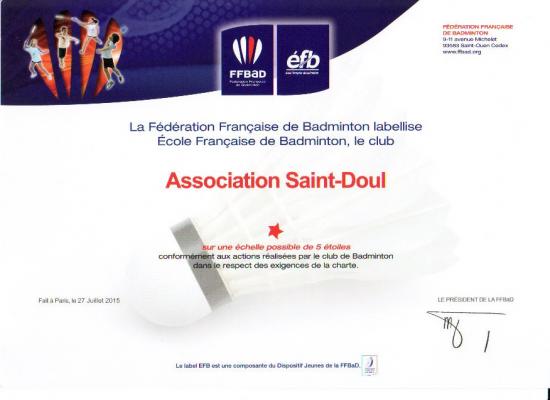 FÉDÉRATION FRANÇAISE
DE BADMINTON
9-11 avenue Michelet
93583 Saint-Ouen Cedex
www.ffbad.org
FFBaD
Fédération Française
de Badminton
éfb
La Fédération Française de Badminton labellise
École Française de Badminton, le club
Association Saint-Doul
sur une échelle possible de 5 étoiles
conformément aux actions réalisées par le club de Badminton
dans le respect des exigences de la charte.
Fait à Paris, le 27 Juillet 2015
LE PRÉSIDENT DE LA FFBaD
Le label EFB est une composante du Dispositif Jeunes de la FFBaD.